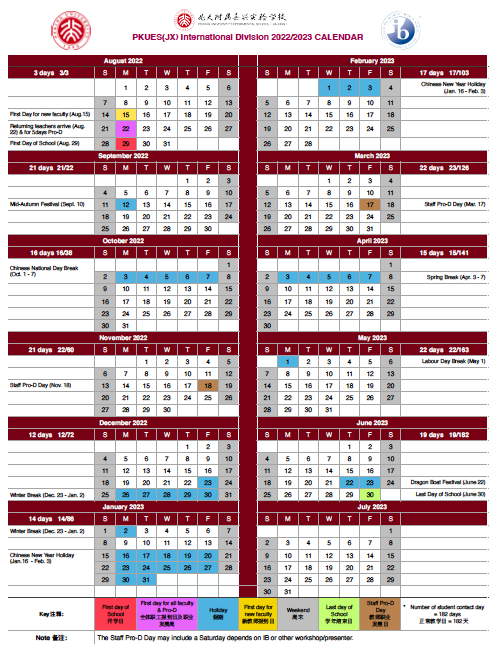 北大附属嘉兴实验学校
PKUES(JX) International Division 2022/2023 CALENDAR
August 2022
3 days 3/3 S M T W T F S
1 2 3 4 5 6
7 8 9 10 11 12 13
First Day for new faculty (Aug.15) 14 15 16 17 18 19 20
Returning teachers arrive (Aug. 22) & for 5days Pro-D 21 22 23 24 25 26 27
First Day of School (Aug. 29) 28 29 30 31
September 2022
21 days 21/22 S M T W T F S
1 2 3
4 5 6 7 8 9 10
Mid-Autumn Festival (Sept. 10) 11 12 13 14 15 16 17
18 19 20 21 22 23 24
25 26 27 28 29 30
October 2022
16 days 16/38 S M T W T F S
Chinese National Day Break
(Oct. 1 - 7)
1
2 3 4 5 6 7 8
9 10 11 12 13 14 15
16 17 18 19 20 21 22
23 24 25 26 27 28 29
30 31
November 2022
21 days 22/60 S M T W T F S
1 2 3 4 5
6 7 8 9 10 11 12
Staff Pro-D Day (Nov. 18) 13 14 15 16 17 18 19
20 21 22 23 24 25 26
27 28 29 30
December 2022
12 days 12/72 S M T W T F S
1 2 3
4 5 6 7 8 9 10
11 12 13 14 15 16 17
18 19 20 21 22 23 24
Winter Break (Dec. 23 - Jan. 2) 25 26 27 28 29 30 31
January 2023
14 days 14/86 S M T W T F S
Winter Break (Dec. 23 - Jan. 2) 1 2 3 4 5 6 7
8 9 10 11 12 13 14
Chinese New Year Holiday
(Jan.16 - Feb. 3)
15 16 17 18 19 20 21
22 23 24 25 26 27 28
29 30 31
February 2023
S M T W T F S 17 days 17/103
1 2 3 4 Chinese New Year Holiday
(Jan. 16 - Feb. 3)
5 6 7 8 9 10 11
12 13 14 15 16 17 18
19 20 21 22 23 24 25
26 27 28
March 2023
S M T W T F S 22 days 23/126
1 2 3 4
5 6 7 8 9 10 11
12 13 14 15 16 17 18 Staff Pro-D Day (Mar. 17)
19 20 21 22 23 24 25
26 27 28 29 30 31
April 2023
S M T W T F S 15 days 15/141
1
2 3 4 5 6 7 8 Spring Break (Apr. 3 - 7)
9 10 11 12 13 14 15
16 17 18 19 20 21 22
23 24 25 26 27 28 29
30
May 2023
S M T W T F S 22 days 22/163
1 2 3 4 5 6 Labour Day Break (May 1)
7 8 9 10 11 12 13
14 15 16 17 18 19 20
21 22 23 24 25 26 27
28 29 30 31
June 2023
S M T W T F S 19 days 19/182
1 2 3
4 5 6 7 8 9 10
11 12 13 14 15 16 17
18 19 20 21 22 23 24 Dragon Boat Festival (June 22)
25 26 27 28 29 30 Last Day of School (June 30)
July 2023
1
2 3 4 5 6 7 8
9 10 11 12 13 14 15
16 17 18 19 20 21 22
23 24 25 26 27 28 29
30 31
Key注释:
First day of
School
开学日
First day for all faculty
& Pro-D
全体职工报到日及职业
发展周
Holiday
假期
First day for
new faculty
新教师报到日
Weekend
周末
Last day of
School
学年结束日
Staff Pro-D
Day
教师职业
发展日
* Number of student contact day
= 182 days
正常教学日 = 182 天
Note 备注: The Staff Pro-D Day may include a Saturday depends on IB or other workshop/presenter.